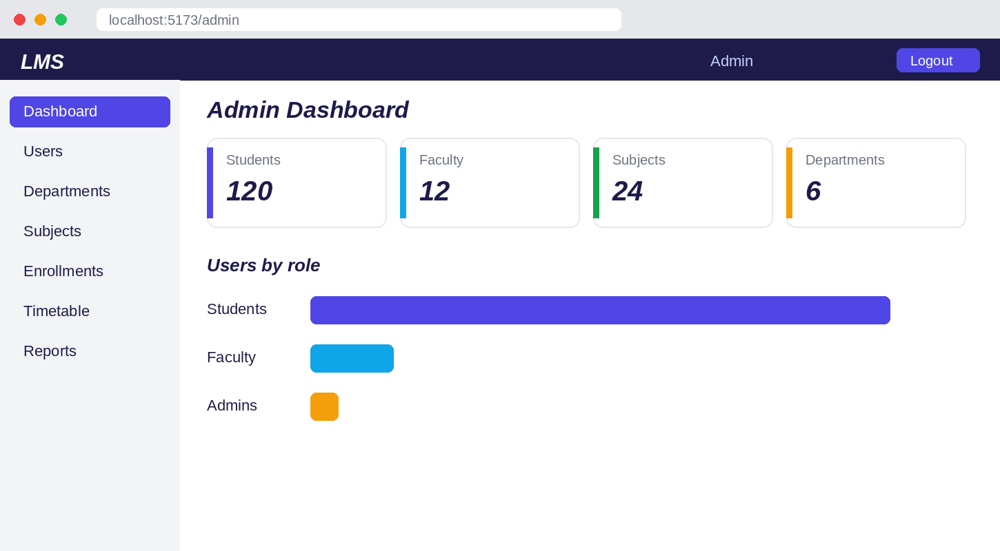 localhost:5173/admin
LMS
Admin
Logout
Dashboard
Users
Departments
Subjects
Enrollments
Timetable
Reports
Admin Dashboard
Students
120
Faculty
12
Subjects
24
Departments
6
Users by role
Students
Faculty
Admins